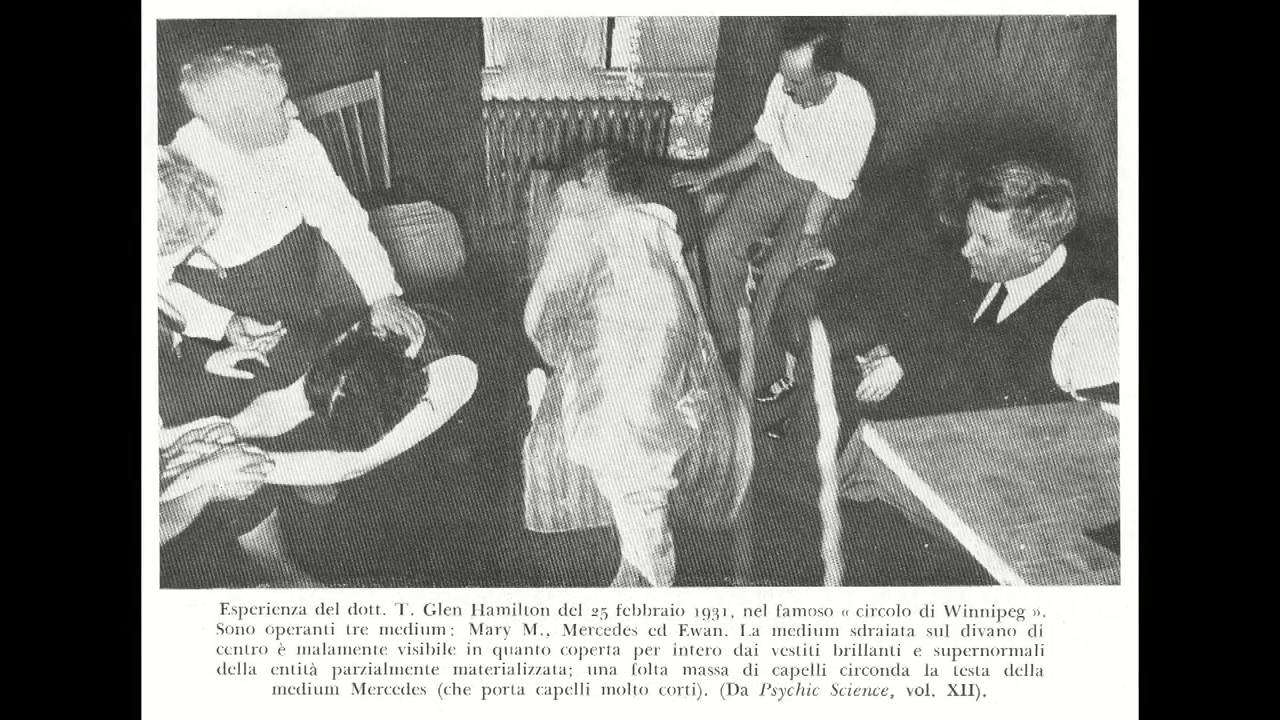 Esperienza del dott. T. Glen Hamilton del 25 febbraio 1931, nel famoso « circolo di Winnipeg ».
Sono operanti tre medium: Mary M., Mercedes ed Ewan. La medium sdraiata sul divano di
centro è malamente visibile in quanto coperta per intero dai vestiti brillanti e supernormali
della entità parzialmente materializzata; una folta massa di capelli circonda la testa della
medium Mercedes (che porta capelli molto corti). (Da Psychic Science, vol. XII).